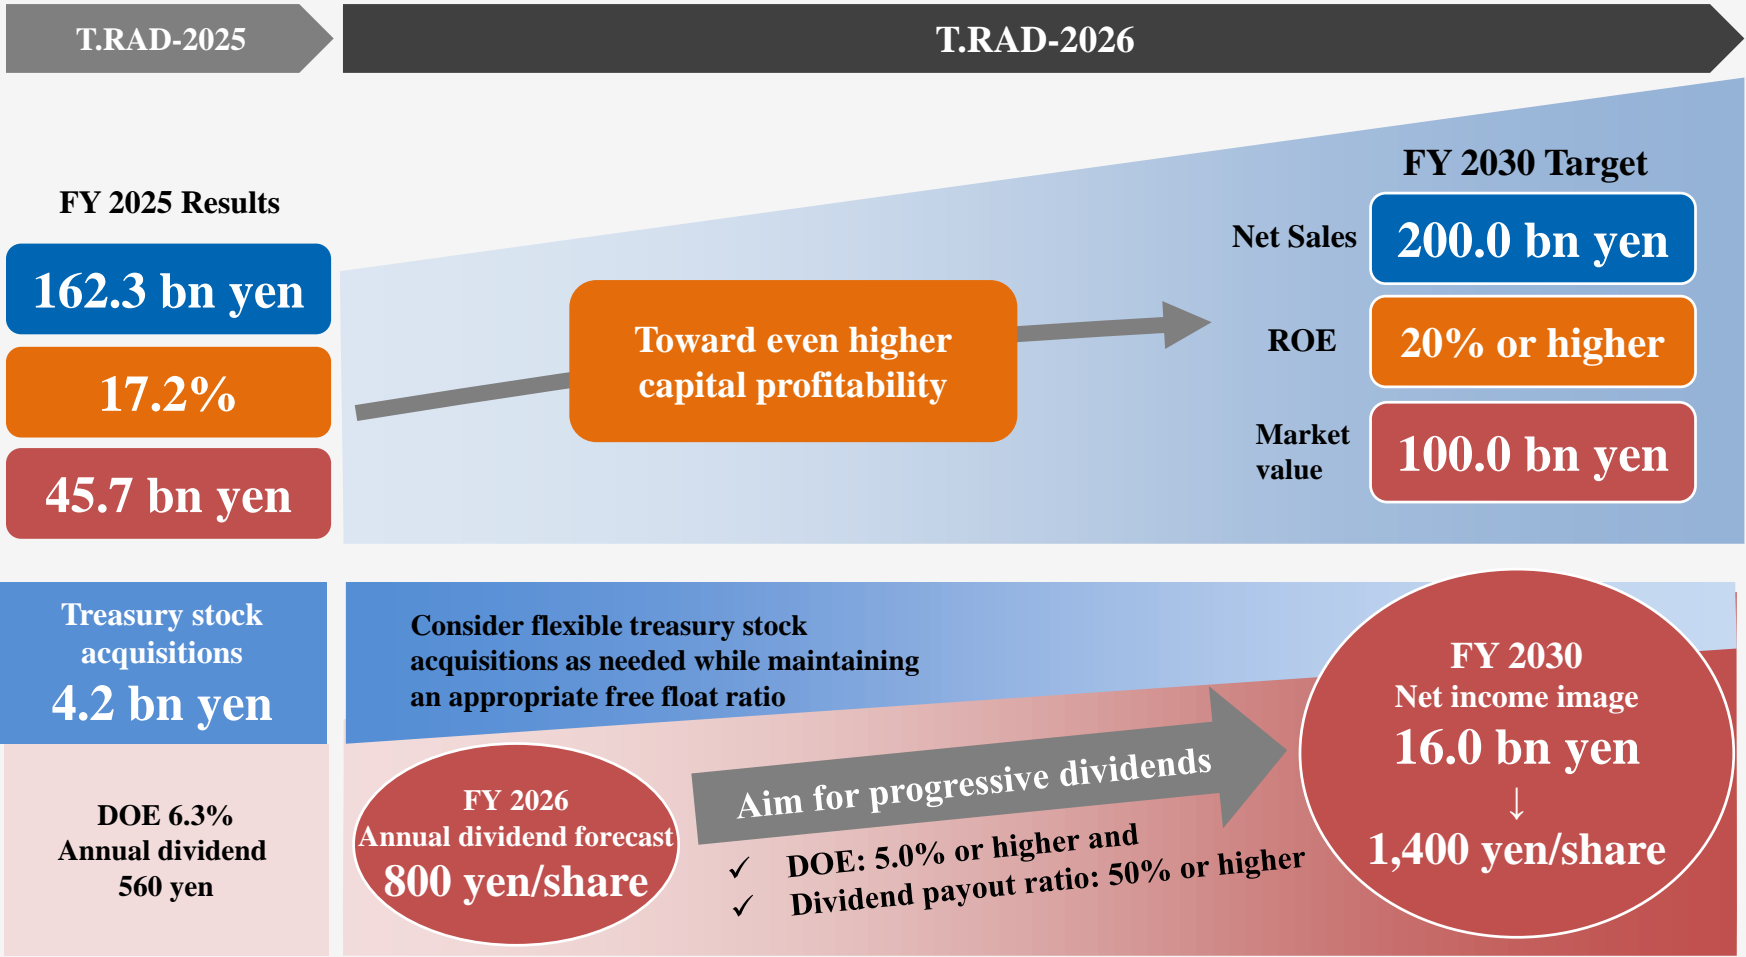 T.RAD-2025
T.RAD-2026
FY 2025 Results
162.3 bn yen
17.2%
45.7 bn yen
Toward even higher
capital profitability
FY 2030 Target
Net Sales
200.0 bn yen
ROE
20% or higher
Market
value
100.0 bn yen
Treasury stock
acquisitions
4.2 bn yen
Consider flexible treasury stock
acquisitions as needed while maintaining
an appropriate free float ratio
DOE 6.3%
Annual dividend
560 yen
FY 2026
Annual dividend forecast
800 yen/share
Aim for progressive dividends
✓ DOE: 5.0% or higher and
✓ Dividend payout ratio: 50% or higher
FY 2030
Net income image
16.0 bn yen
↓
1,400 yen/share